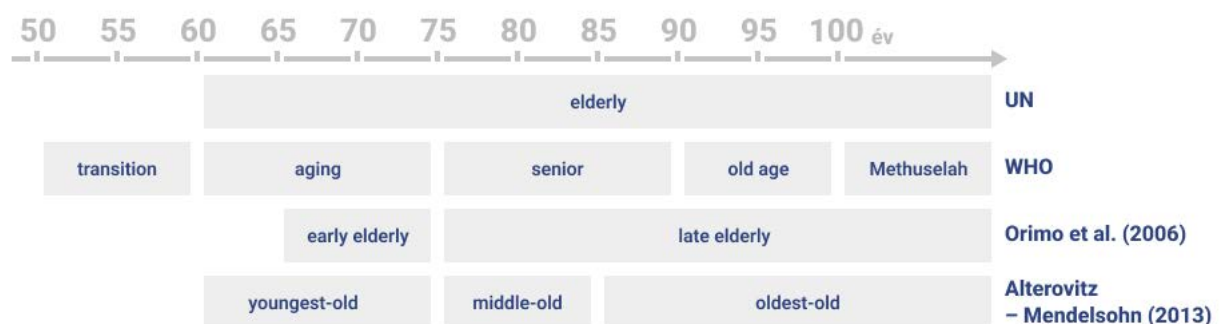 50 55 60 65 70 75 80 85 90 95 100 év
elderly UN
transition aging senior old age Methuselah WHO
early elderly late elderly Orimo et al. (2006)
youngest-old middle-old oldest-old Alterovitz
– Mendelsohn (2013)